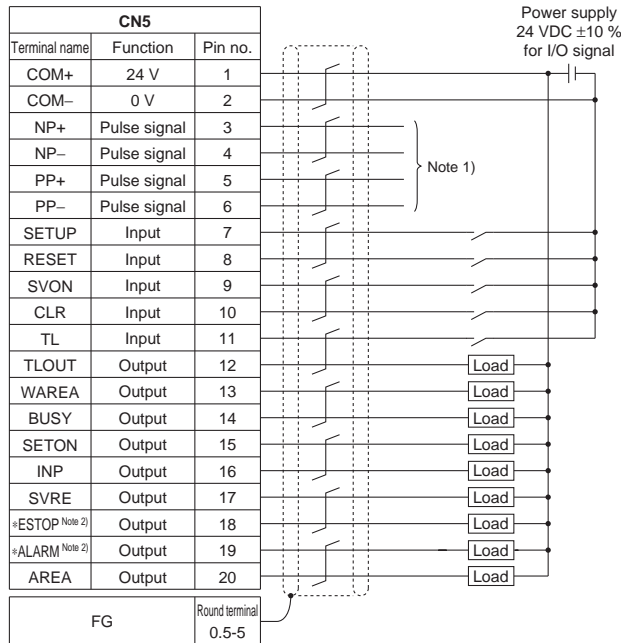 Power supply
24 VDC ±10 %
for I/O signal
CN5
Terminal name Function Pin no.
COM+ 24 V 1
COM− 0 V 2
NP+ Pulse signal 3
NP− Pulse signal 4
Note 1)
PP+ Pulse signal 5
PP− Pulse signal 6
SETUP Input 7
RESET Input 8
SVON Input 9
CLR Input 10
TL Input 11
TLOUT Output 12 Load
WAREA Output 13 Load
BUSY Output 14 Load
SETON Output 15 Load
INP Output 16 Load
SVRE Output 17 Load
*ESTOP Note 2) Output 18 Load
*ALARM Note 2) Output 19 Load
AREA Output 20 Load
FG Round terminal
0.5-5